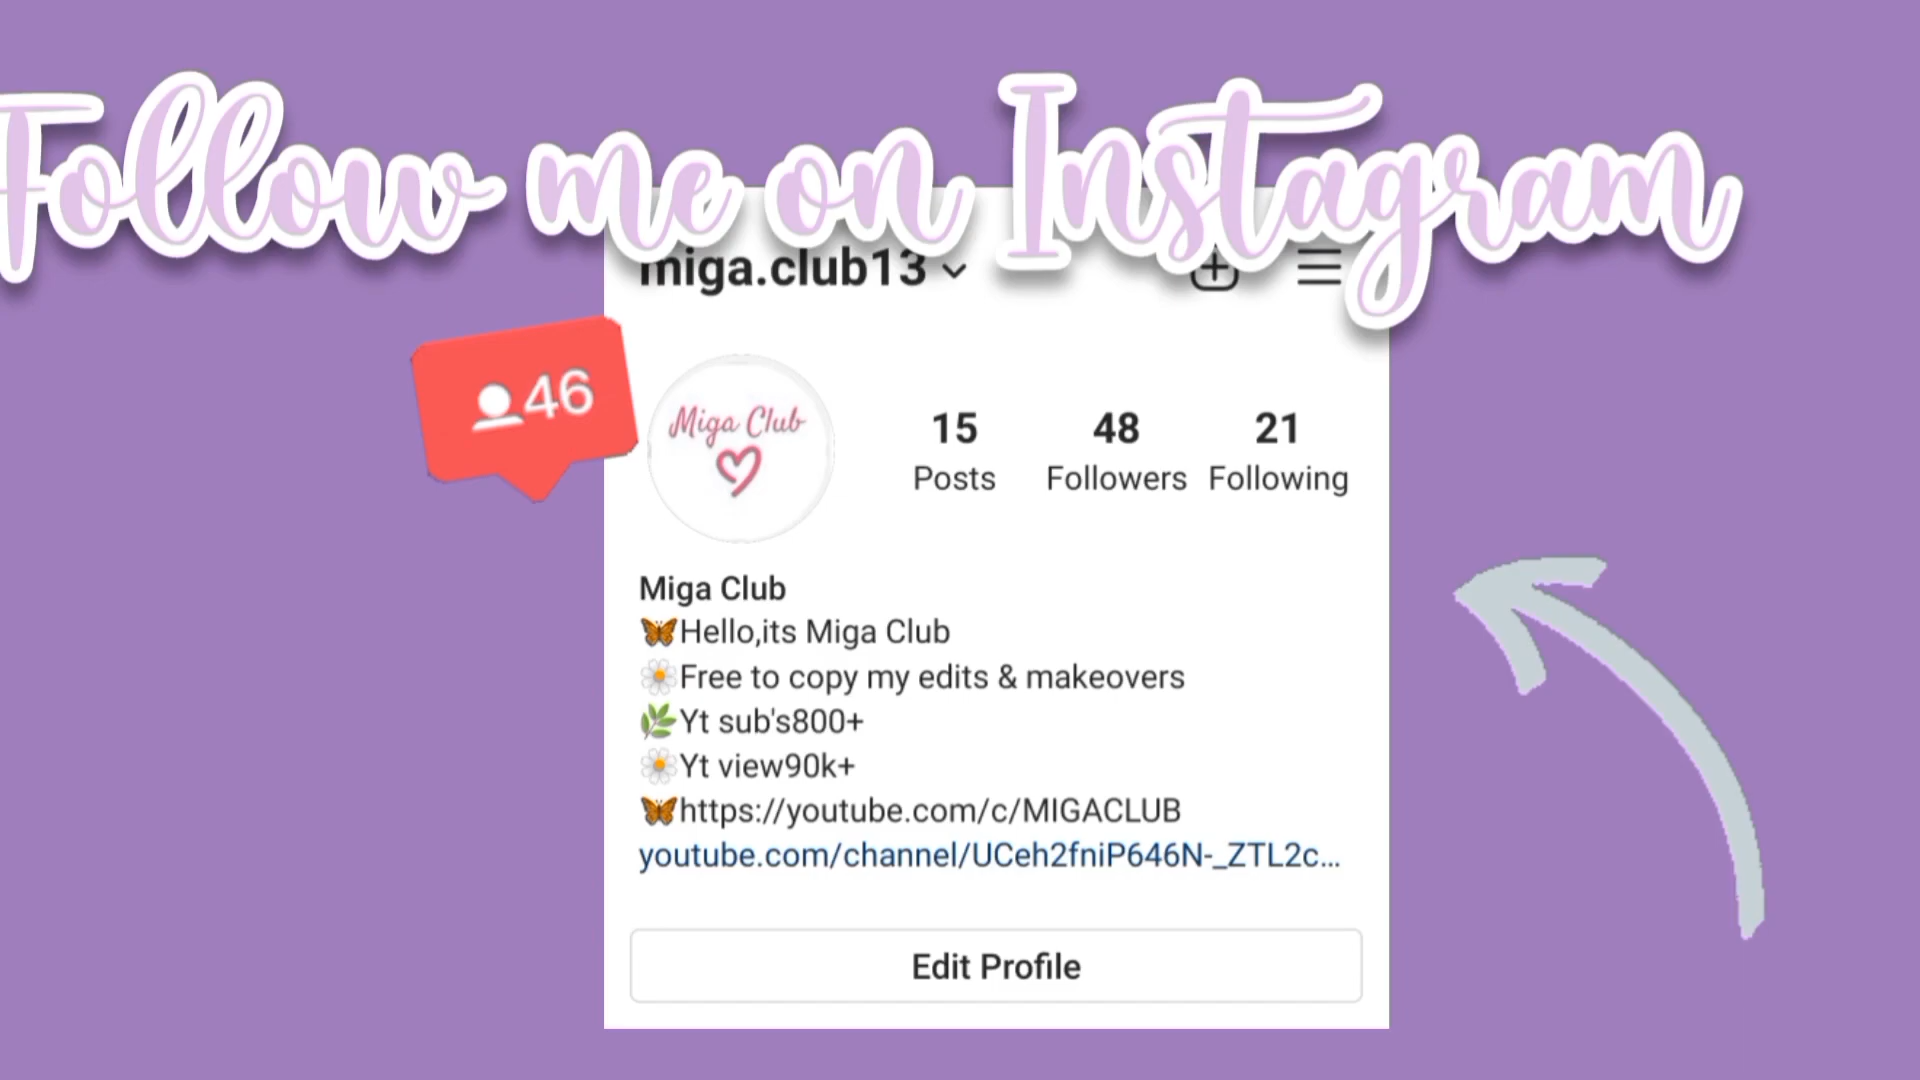 Follow me on Instagram
miga.club13
46
Miga Club
15 48 21
Posts Followers Following
Miga Club
🦋Hello,its Miga Club
🌼Free to copy my edits & makeovers
🌿Yt sub's800+
🌼Yt view90k+
🦋https://youtube.com/c/MIGACLUB
youtube.com/channel/UCeh2fniP646N-_ZTL2c...
Edit Profile